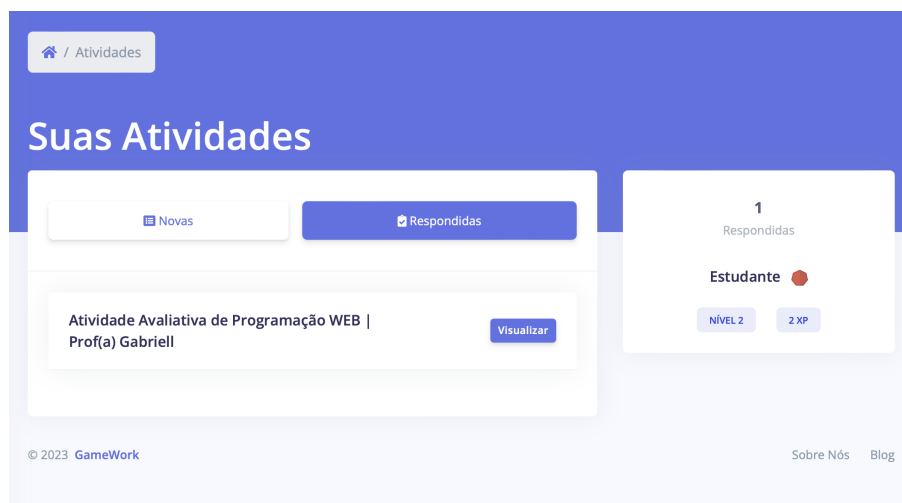 / Atividades
Suas Atividades
Novas
Respondidas
Atividade Avaliativa de Programação WEB |
Prof(a) Gabriell
Visualizar
1
Respondidas
Estudante
NÍVEL 2
2 XP
© 2023 GameWork
Sobre Nós
Blog